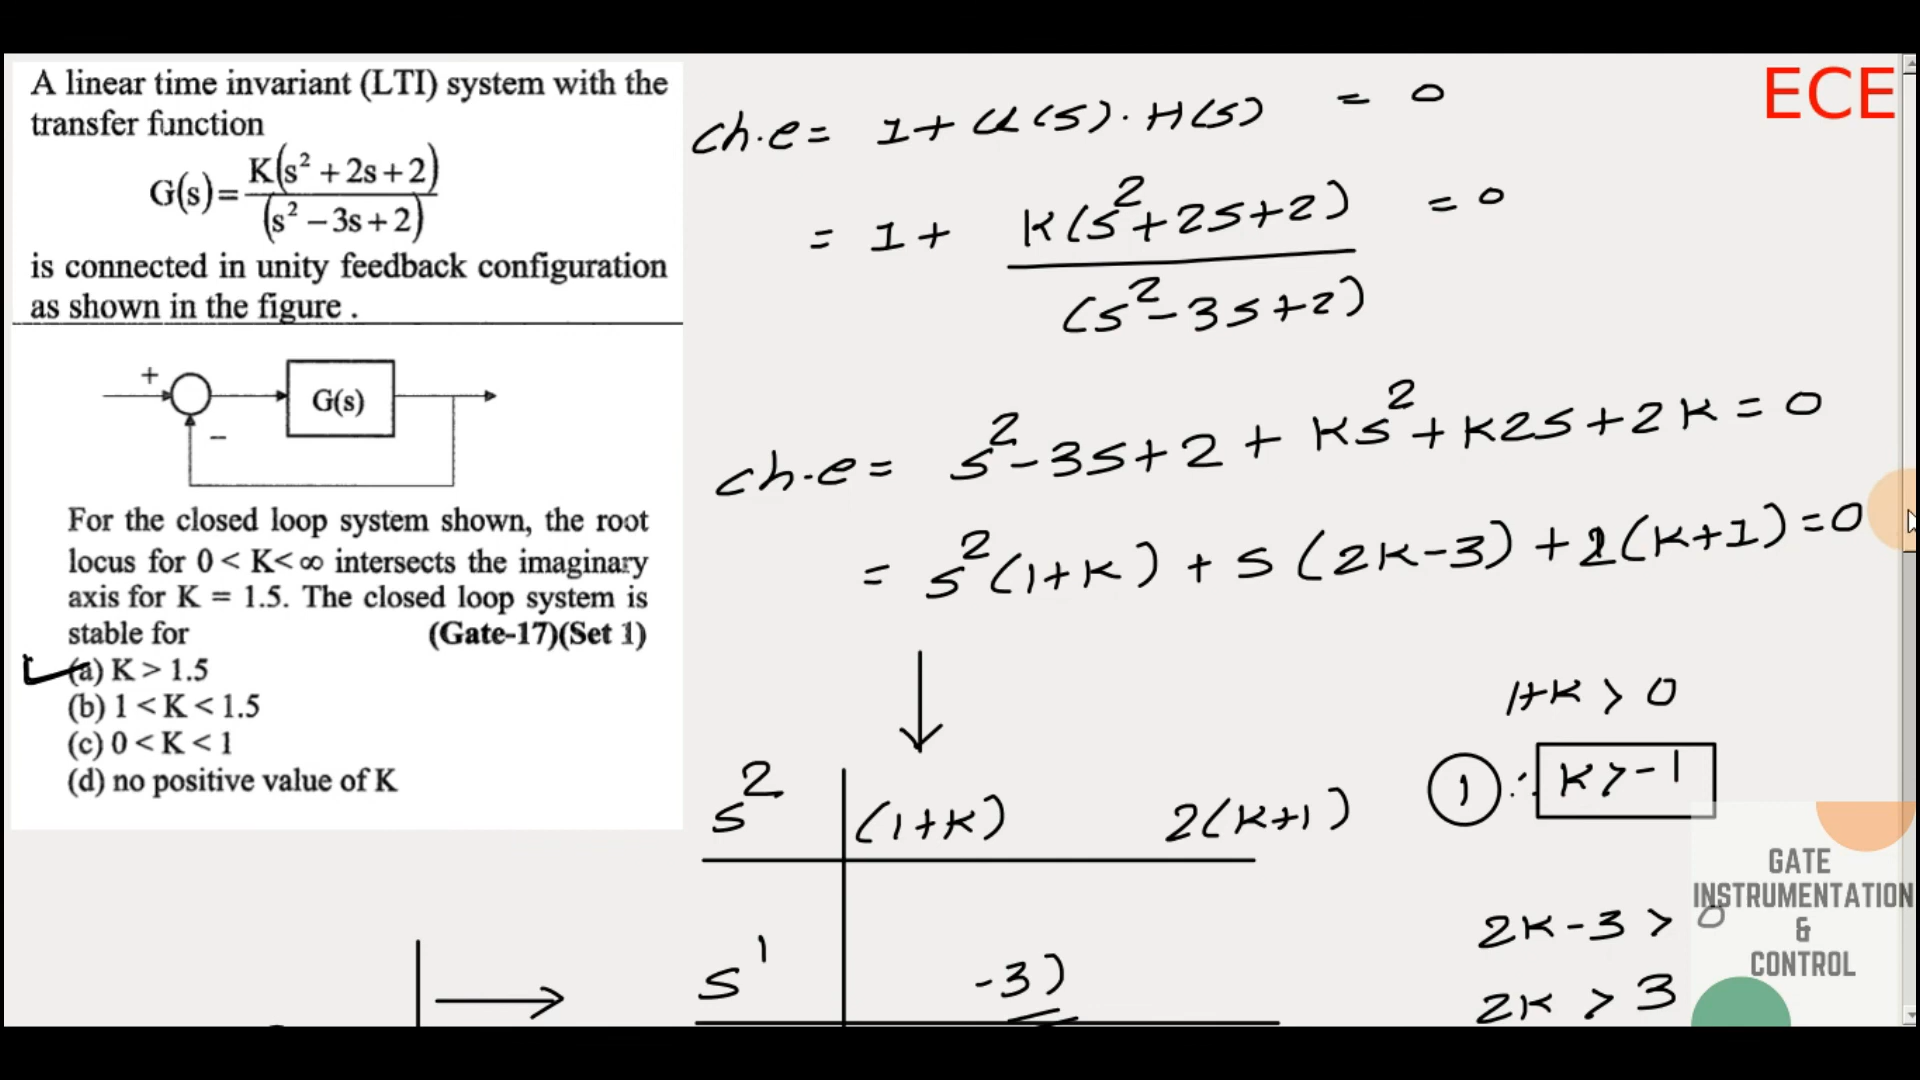 A linear time invariant (LTI) system with the
transfer function
G(s)= K(s² + 2s + 2) / (s² − 3s + 2)
is connected in unity feedback configuration
as shown in the figure .
+
G(s)
−
For the closed loop system shown, the root
locus for 0 < K < ∞ intersects the imaginary
axis for K = 1.5. The closed loop system is
stable for (Gate-17)(Set 1)
(a) K > 1.5
(b) 1 < K < 1.5
(c) 0 < K < 1
(d) no positive value of K
ECE
ch.e = 1 + G(s) . H(s) = 0
= 1 + K(s²+2s+2) / (s²-3s+2) = 0
ch.e = s²-3s+2 + Ks²+K2s+2K = 0
= s²(1+K) + s(2K-3) + 2(K+1) = 0
s² (1+K) 2(K+1)
s¹ -3)
1+K > 0
1 ∴ K > -1
2K-3 > 0
2K > 3
GATE
INSTRUMENTATION
&
CONTROL